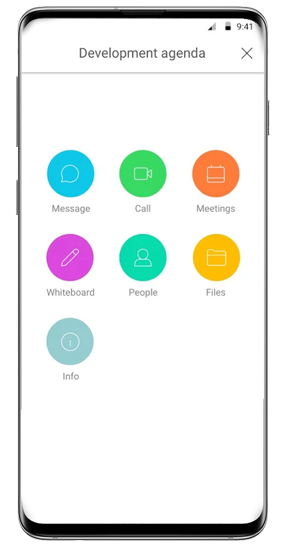 9:41
Development agenda
Message Call Meetings
Whiteboard People Files
Info